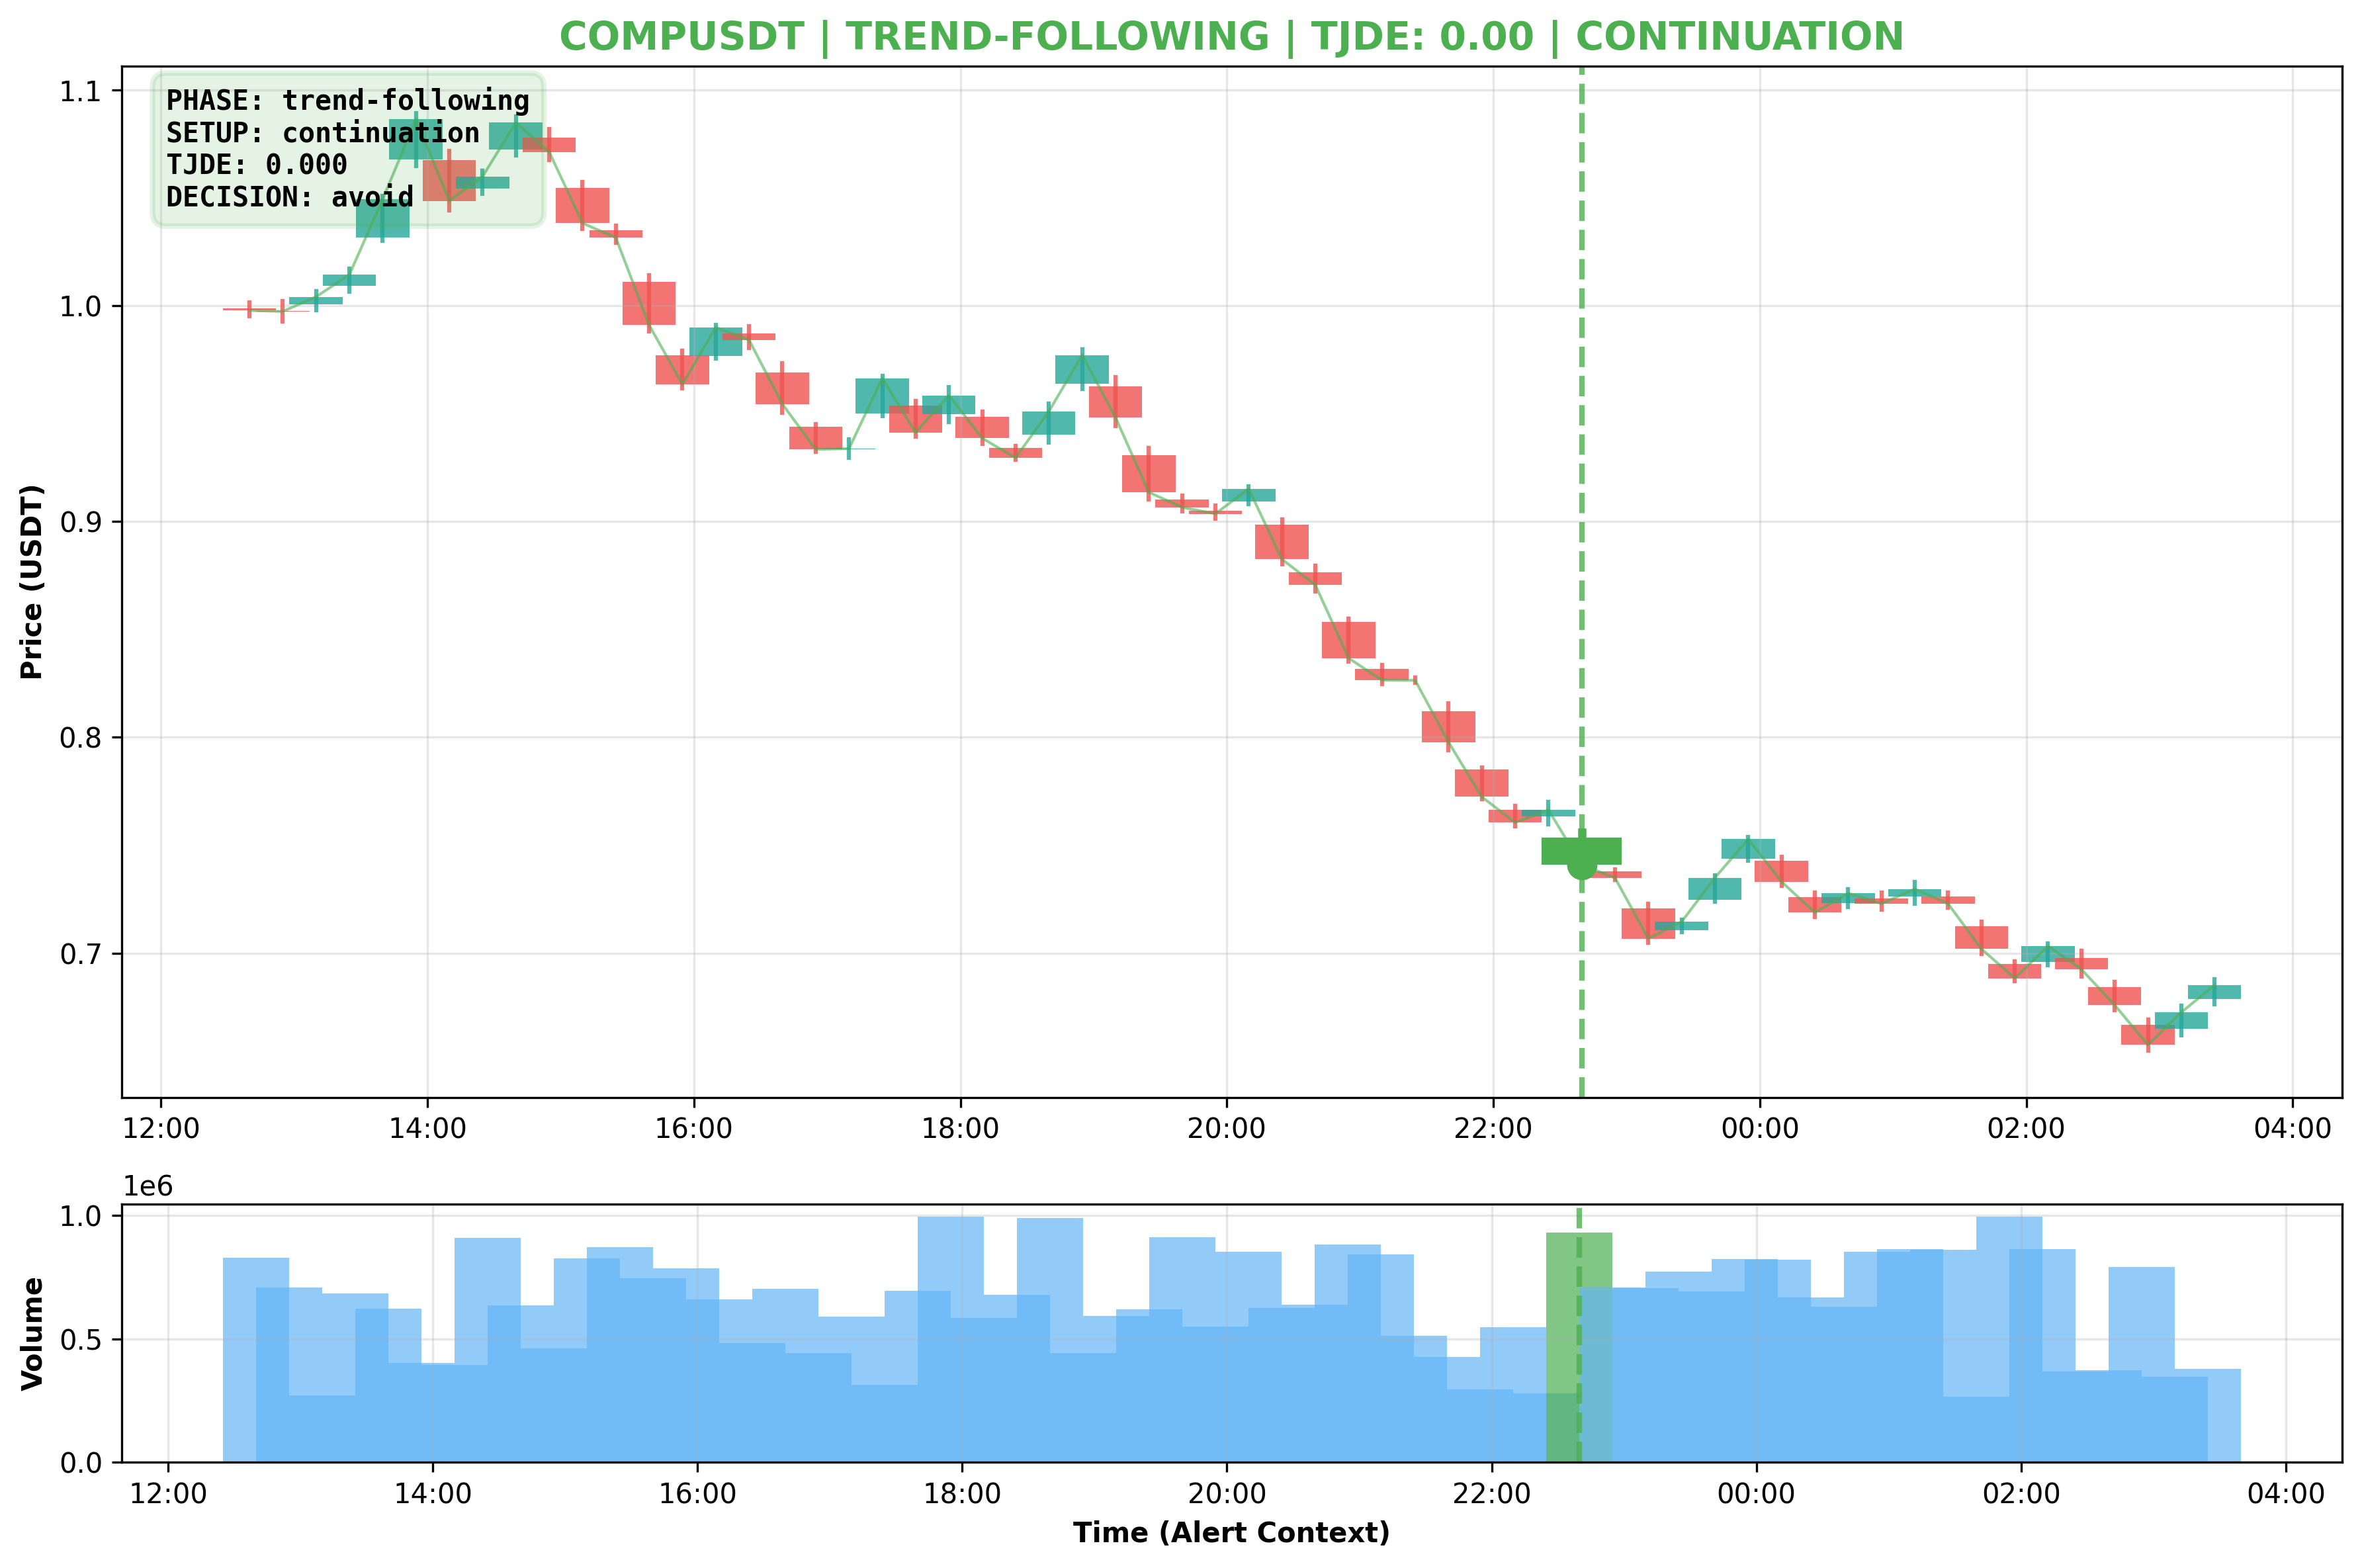 COMPUSDT | TREND-FOLLOWING | TJDE: 0.00 | CONTINUATION
PHASE: trend-following
SETUP: continuation
TJDE: 0.000
DECISION: avoid
Price (USDT)
1.1
1.0
0.9
0.8
0.7
12:00 14:00 16:00 18:00 20:00 22:00 00:00 02:00 04:00
1e6
Volume
1.0
0.5
0.0
12:00 14:00 16:00 18:00 20:00 22:00 00:00 02:00 04:00
Time (Alert Context)